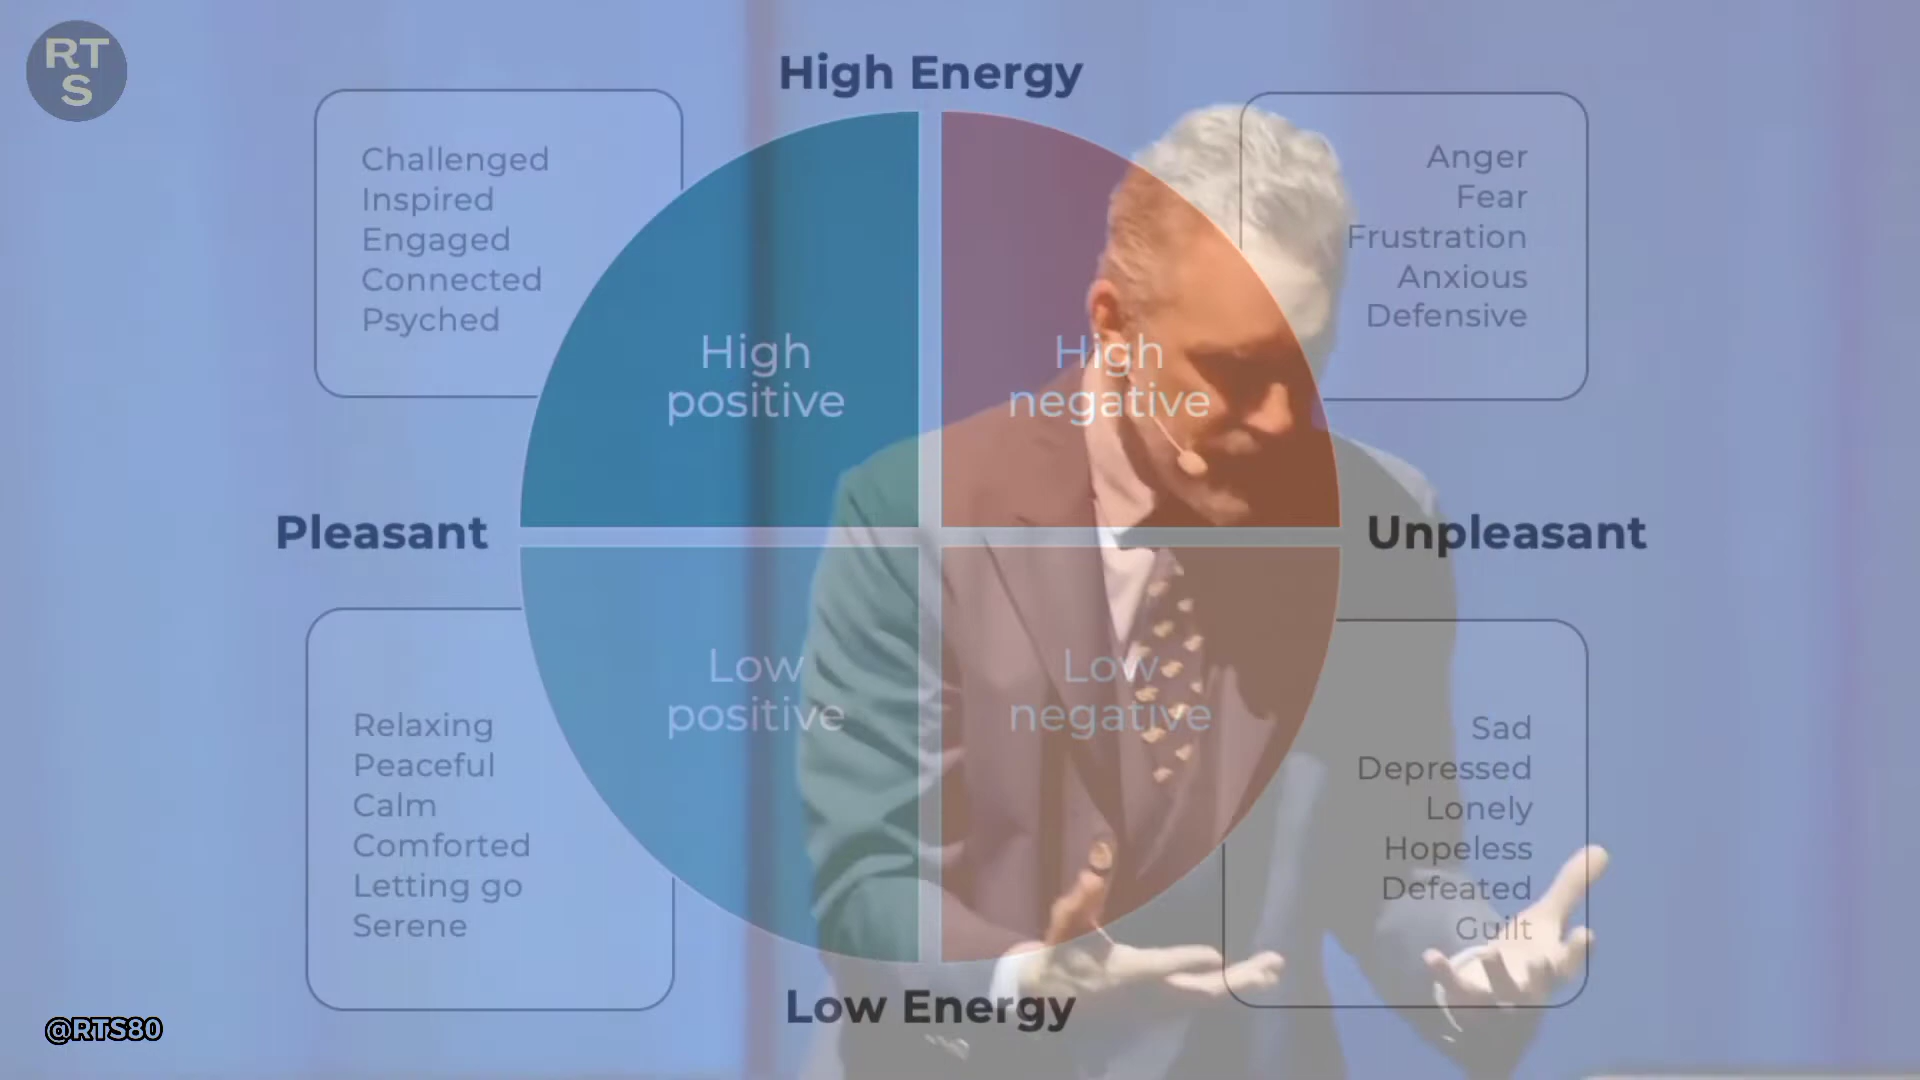 RT
S
High Energy
Challenged
Inspired
Engaged
Connected
Psyched
Anger
Fear
Frustration
Anxious
Defensive
High
positive
High
negative
Pleasant
Unpleasant
Low
positive
Low
negative
Relaxing
Peaceful
Calm
Comforted
Letting go
Serene
Sad
Depressed
Lonely
Hopeless
Defeated
Guilt
Low Energy
@RTS80